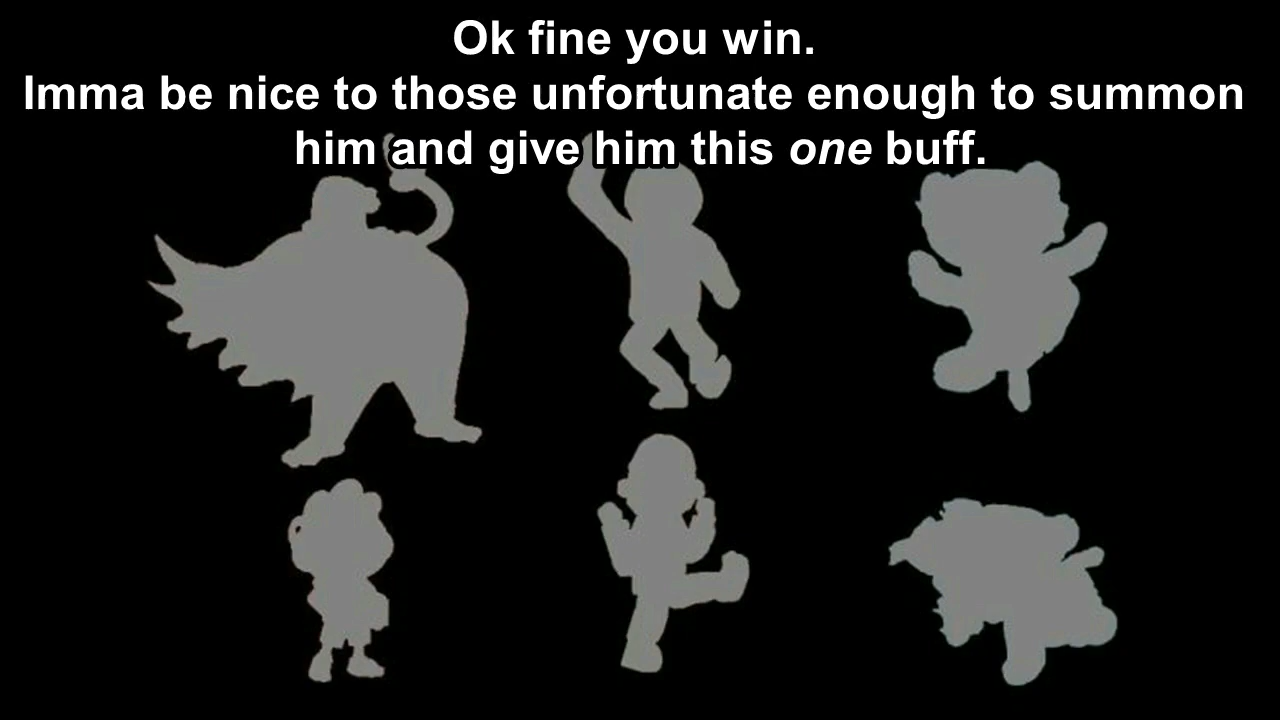 Ok fine you win.
Imma be nice to those unfortunate enough to summon
him and give him this one buff.